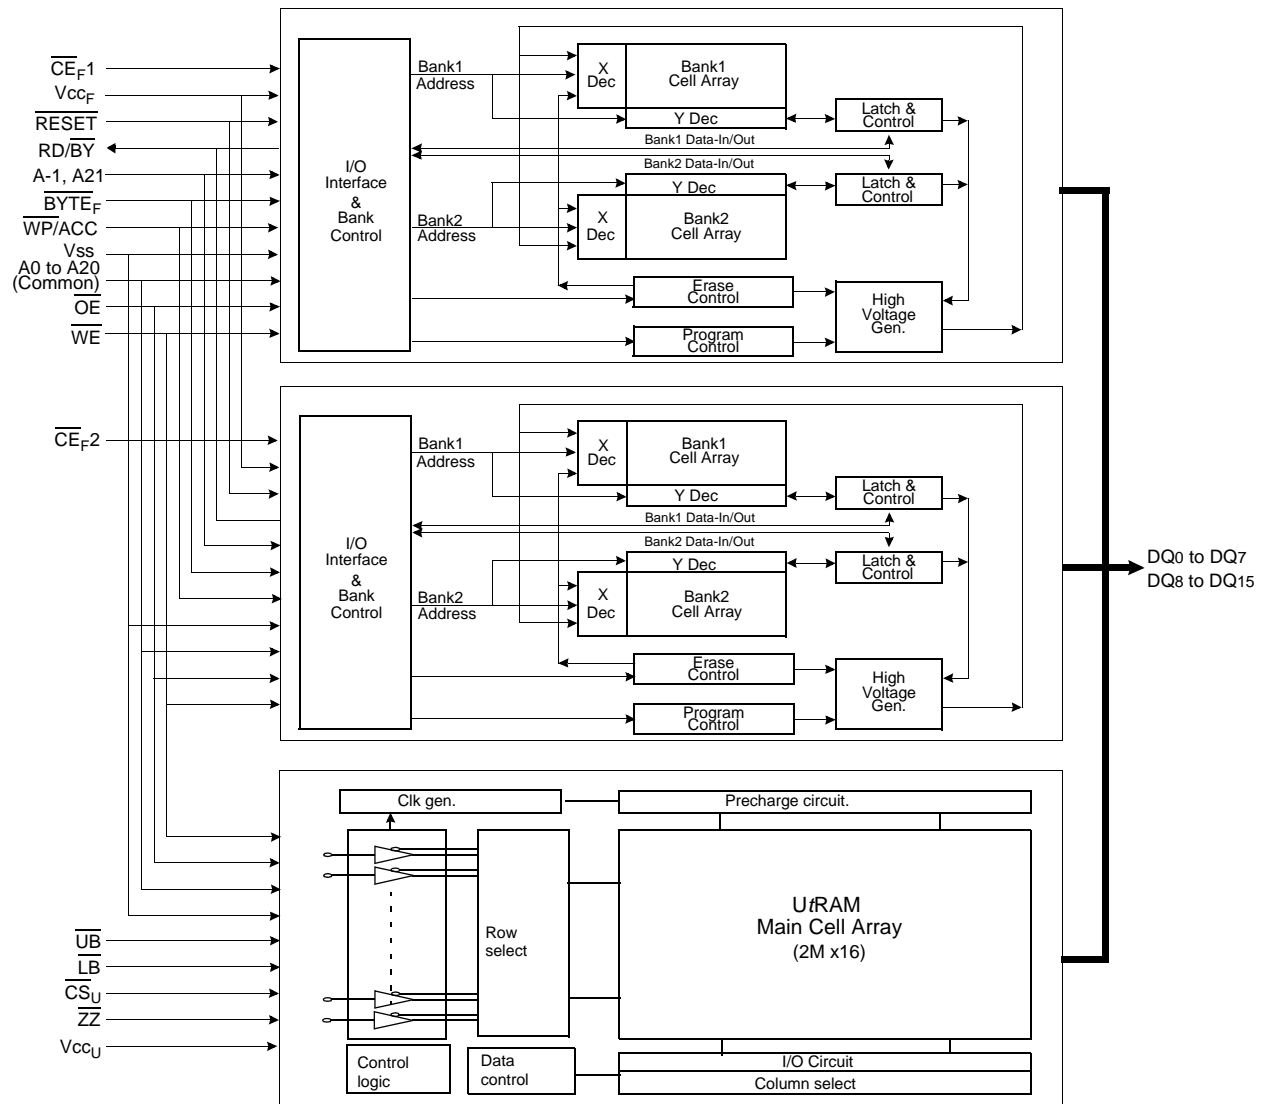 CEF1
VccF
RESET
RD/BY
A-1, A21
BYTEF
WP/ACC
Vss
A0 to A20
(Common)
OE
WE
I/O
Interface
&
Bank
Control
Bank1
Address
X
Dec
Bank1
Cell Array
Y Dec
Latch &
Control
Bank1 Data-In/Out
Bank2 Data-In/Out
Latch &
Control
Y Dec
Bank2
Address
X
Dec
Bank2
Cell Array
Erase
Control
High
Voltage
Gen.
Program
Control
CEF2
I/O
Interface
&
Bank
Control
Bank1
Address
X
Dec
Bank1
Cell Array
Y Dec
Latch &
Control
Bank1 Data-In/Out
Bank2 Data-In/Out
Latch &
Control
Y Dec
Bank2
Address
X
Dec
Bank2
Cell Array
Erase
Control
High
Voltage
Gen.
Program
Control
DQ0 to DQ7
DQ8 to DQ15
Clk gen.
Precharge circuit.
UtRAM
Main Cell Array
(2M x16)
Row
select
UB
LB
CSU
ZZ
VccU
Control
logic
Data
control
I/O Circuit
Column select